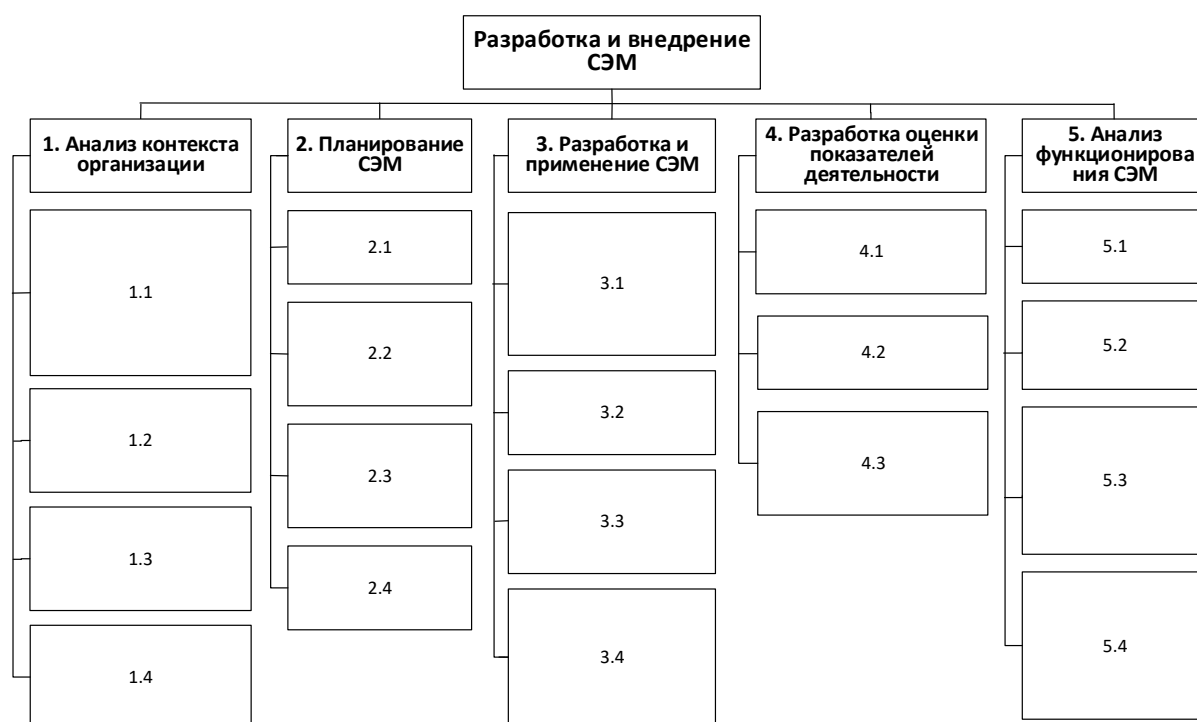 Разработка и внедрение
СЭМ
1. Анализ контекста
организации
1.1
1.2
1.3
1.4
2. Планирование
СЭМ
2.1
2.2
2.3
2.4
3. Разработка и
применение СЭМ
3.1
3.2
3.3
3.4
4. Разработка оценки
показателей
деятельности
4.1
4.2
4.3
5. Анализ
функционирова
ния СЭМ
5.1
5.2
5.3
5.4